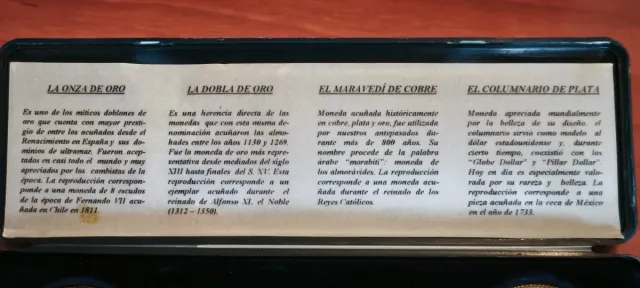 LA ONZA DE ORO
Es uno de los míticos doblones de
oro que cuenta con mayor presti-
gio de entre los acuñados desde el
Renacimiento en España y sus do-
minios de ultramar. Fueron acep-
tados en casi todo el mundo y muy
apreciados por los cambistas de la
época. La reproducción correspon-
ponde a una moneda de 8 escudos
de la época de Fernando VII acu-
ñada en Chile en 1811.
LA DOBLA DE ORO
Es una herencia directa de las
monedas que con esta misma de-
nominación acuñaron las almo-
hades entre los años 1130 y 1269.
Fue la moneda de oro más repre-
sentativa desde mediados del siglo
XIII hasta finales del S. XV. Esta
reproducción corresponde a un
ejemplar acuñado durante el
reinado de Alfonso XI, el Noble
(1312 – 1350).
EL MARAVEDÍ DE COBRE
Moneda acuñada históricamente
en cobre, plata y oro, fue utilizada
por nuestros antepasados du-
rante más de 800 años. Su
nombre procede de la palabra
árabe "morabití": moneda de
los almorávides. La reproducción
corresponde a una moneda acu-
ñada durante el reinado de los
Reyes Católicos.
EL COLUMNARIO DE PLATA
Moneda apreciada mundialmente
por la belleza de su diseño. el
columnario sirvió como modelo al
dólar estadounidense y, durante
cierto tiempo, coexistió con los
"Globe Dollar" y "Pillar Dollar".
Hoy en día es especialmente valo-
rada por su rareza y belleza. La
reproducción corresponde a una
pieza acuñada en la ceca de México
en el año de 1733.